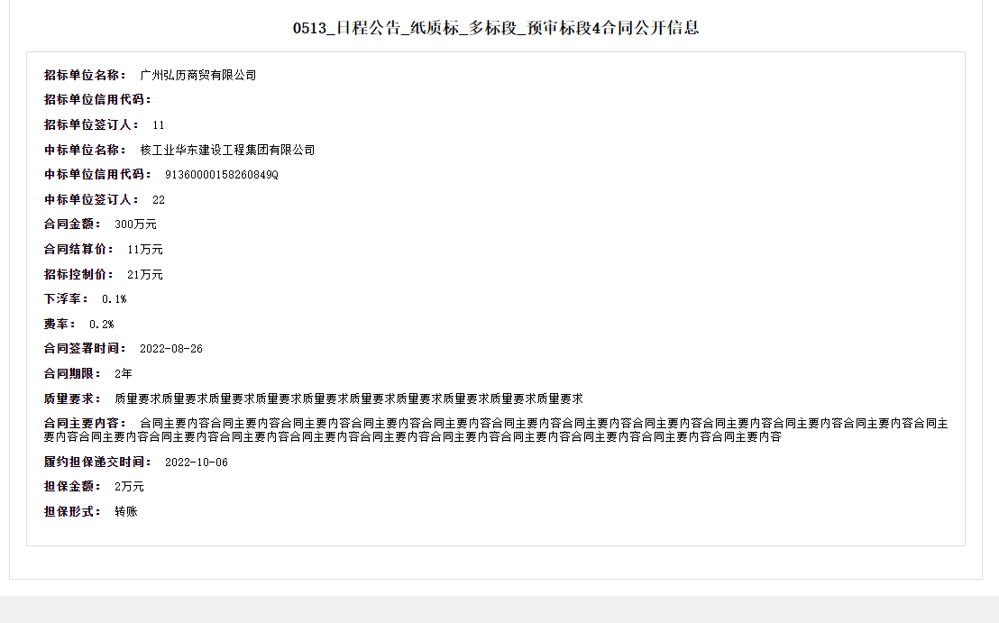 0513_日程公告_纸质标_多标段_预审标段4合同公开信息
招标单位名称： 广州弘历商贸有限公司
招标单位信用代码：
招标单位签订人： 11
中标单位名称： 核工业华东建设工程集团有限公司
中标单位信用代码： 91360000158260849Q
中标单位签订人： 22
合同金额： 300万元
合同结算价： 11万元
招标控制价： 21万元
下浮率： 0.1%
费率： 0.2%
合同签署时间： 2022-08-26
合同期限： 2年
质量要求： 质量要求质量要求质量要求质量要求质量要求质量要求质量要求质量要求质量要求质量要求
合同主要内容： 合同主要内容合同主要内容合同主要内容合同主要内容合同主要内容合同主要内容合同主要内容合同主要内容合同主要内容合同主要内容合同主要内容合同主
要内容合同主要内容合同主要内容合同主要内容合同主要内容合同主要内容合同主要内容合同主要内容合同主要内容合同主要内容合同主要内容
履约担保递交时间： 2022-10-06
担保金额： 2万元
担保形式： 转账